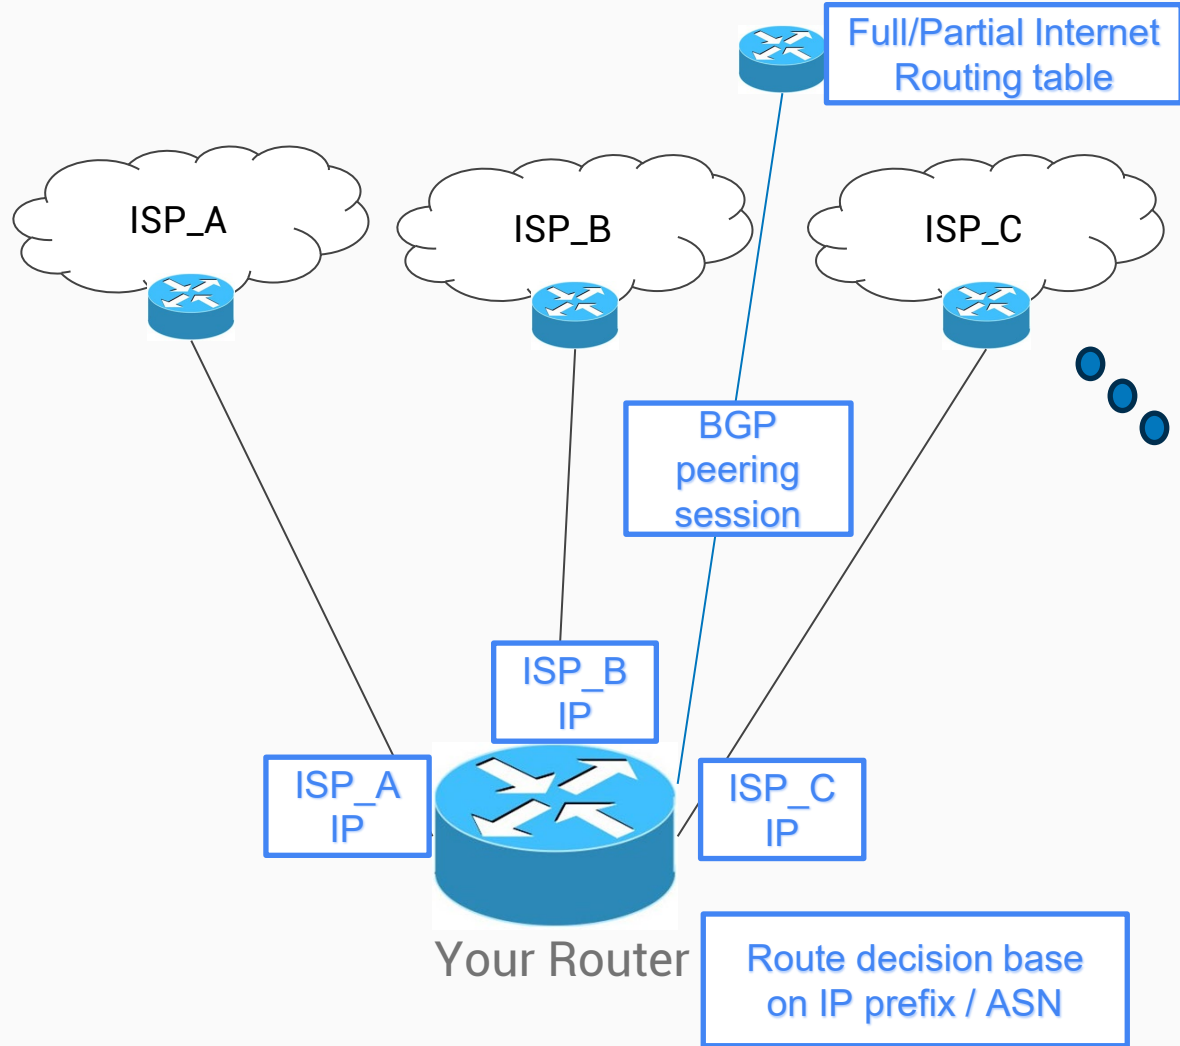 Full/Partial Internet
Routing table
ISP_A
ISP_B
ISP_C
BGP
peering
session
ISP_B
IP
ISP_A
IP
ISP_C
IP
Your Router
Route decision base
on IP prefix / ASN